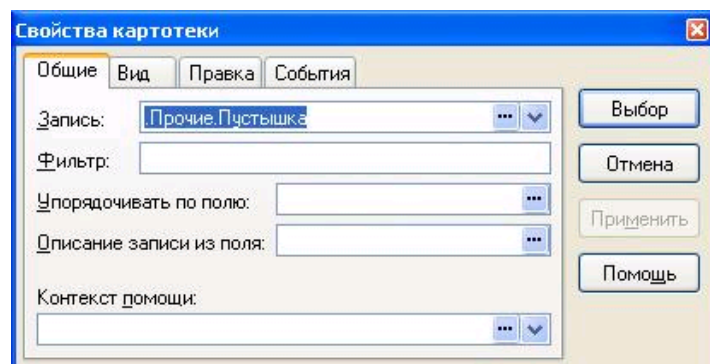 Свойства картотеки
Общие Вид Правка События
Запись: .Прочие.Пустышка
Фильтр:
Упорядочивать по полю:
Описание записи из поля:
Контекст помощи:
Выбор
Отмена
Применить
Помощь